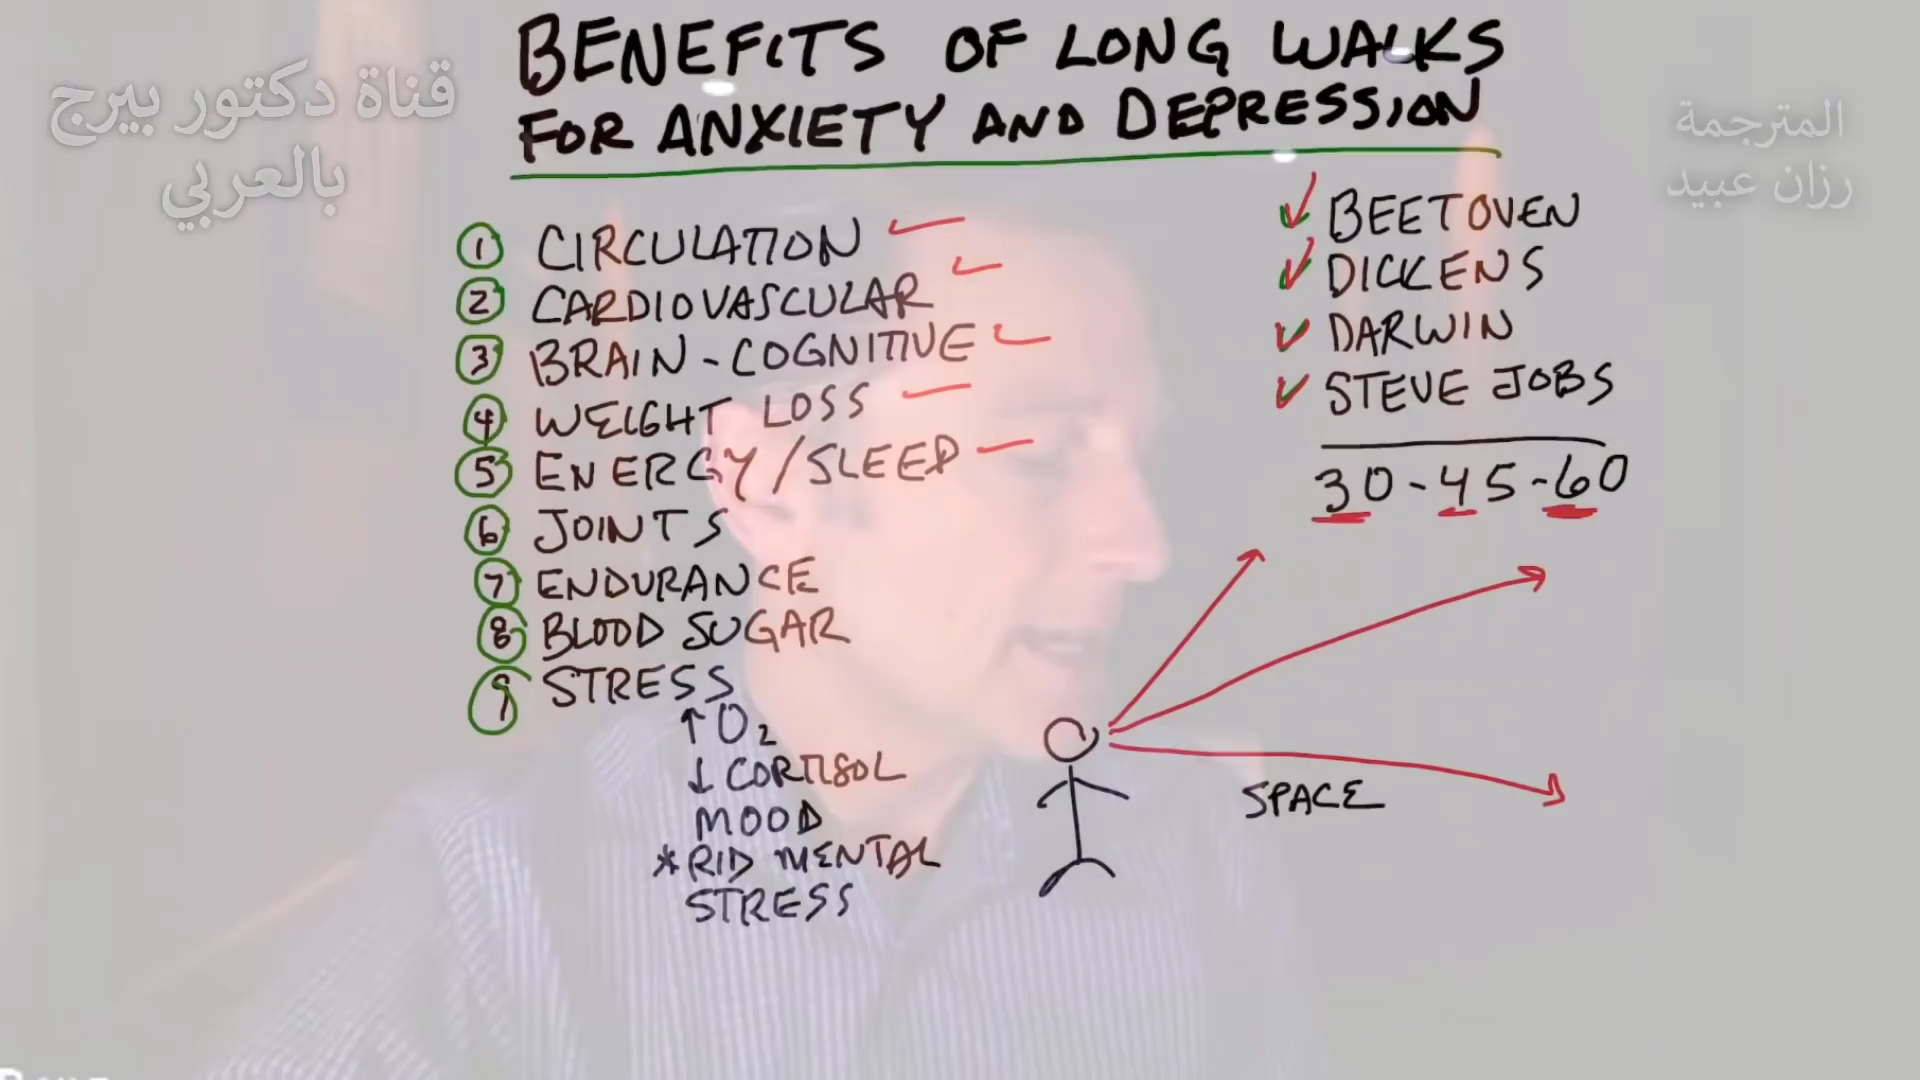 BENEFITS OF LONG WALKS
FOR ANXIETY AND DEPRESSION
قناة دكتور بيرج
بالعربي
المترجمة
رزان عبيد
1 CIRCULATION
2 CARDIOVASCULAR
3 BRAIN-COGNITIVE
4 WEIGHT LOSS
5 ENERGY/SLEEP
6 JOINTS
7 ENDURANCE
8 BLOOD SUGAR
9 STRESS
↑ O2
↓ CORTISOL
MOOD
* RID MENTAL
STRESS
BEETOVEN
DICKENS
DARWIN
STEVE JOBS
30-45-60
SPACE